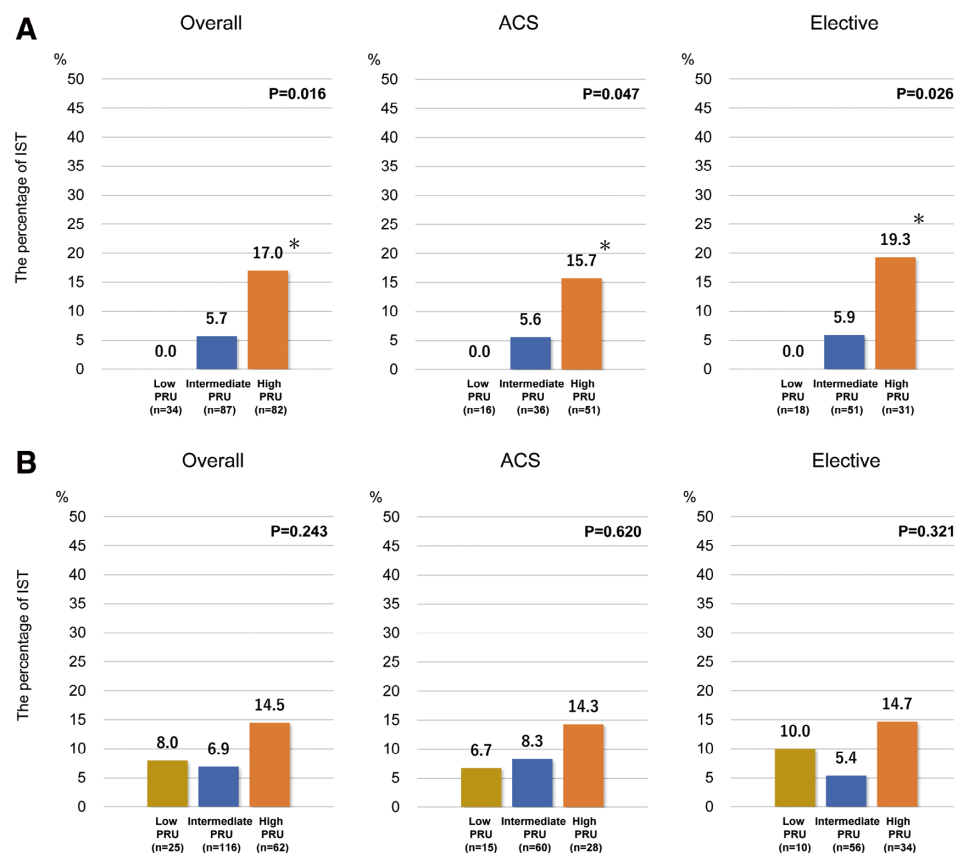 A
Overall
ACS
Elective
The percentage of IST
%
50
45
40
35
30
25
20
15
10
5
0
P=0.016
0.0
5.7
17.0 *
Low PRU (n=34)
Intermediate PRU (n=87)
High PRU (n=82)
%
50
45
40
35
30
25
20
15
10
5
0
P=0.047
0.0
5.6
15.7 *
Low PRU (n=16)
Intermediate PRU (n=36)
High PRU (n=51)
%
50
45
40
35
30
25
20
15
10
5
0
P=0.026
0.0
5.9
19.3 *
Low PRU (n=18)
Intermediate PRU (n=51)
High PRU (n=31)
B
Overall
ACS
Elective
The percentage of IST
%
50
45
40
35
30
25
20
15
10
5
0
P=0.243
8.0
6.9
14.5
Low PRU (n=25)
Intermediate PRU (n=116)
High PRU (n=62)
%
50
45
40
35
30
25
20
15
10
5
0
P=0.620
6.7
8.3
14.3
Low PRU (n=15)
Intermediate PRU (n=60)
High PRU (n=28)
%
50
45
40
35
30
25
20
15
10
5
0
P=0.321
10.0
5.4
14.7
Low PRU (n=10)
Intermediate PRU (n=56)
High PRU (n=34)